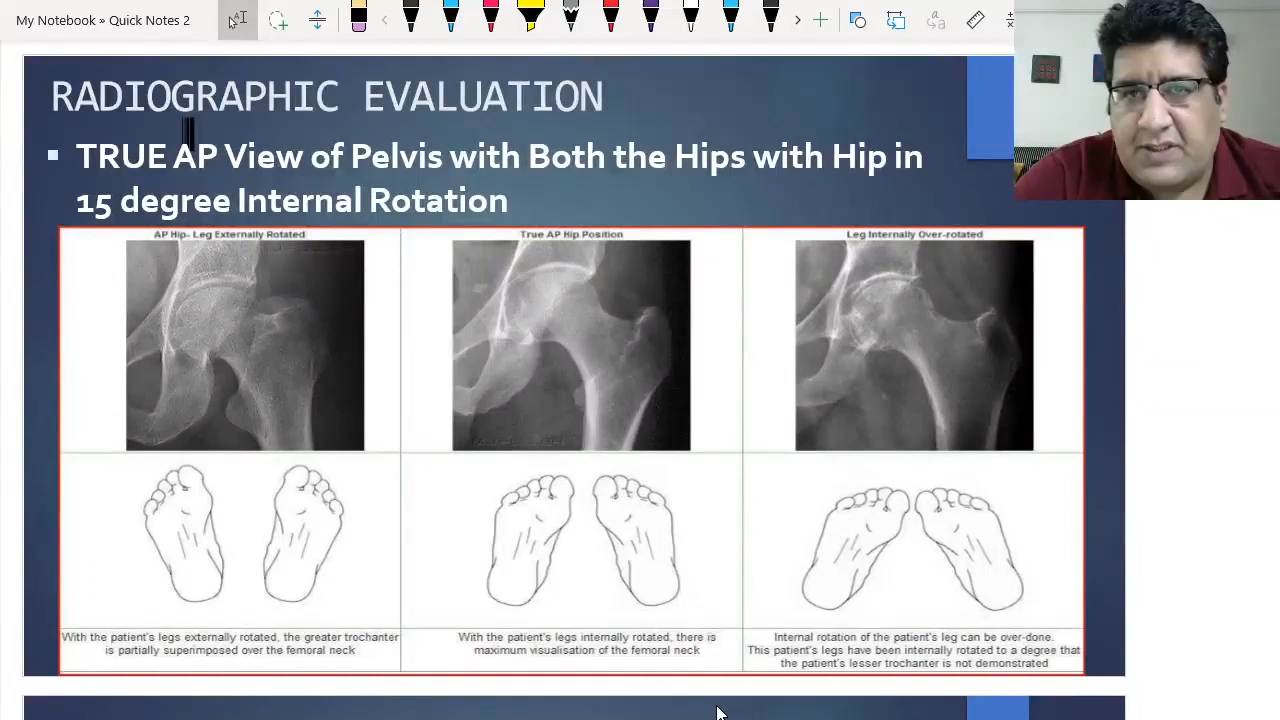 My Notebook » Quick Notes 2
RADIOGRAPHIC EVALUATION
▪ TRUE AP View of Pelvis with Both the Hips with Hip in
15 degree Internal Rotation
AP Hip- Leg Externally Rotated
True AP Hip Position
Leg Internally Over-rotated
With the patient's legs externally rotated, the greater trochanter
is partially superimposed over the femoral neck
With the patient's legs internally rotated, there is
maximum visualisation of the femoral neck
Internal rotation of the patient's leg can be over-done.
This patient's legs have been internally rotated to a degree that
the patient's lesser trochanter is not demonstrated